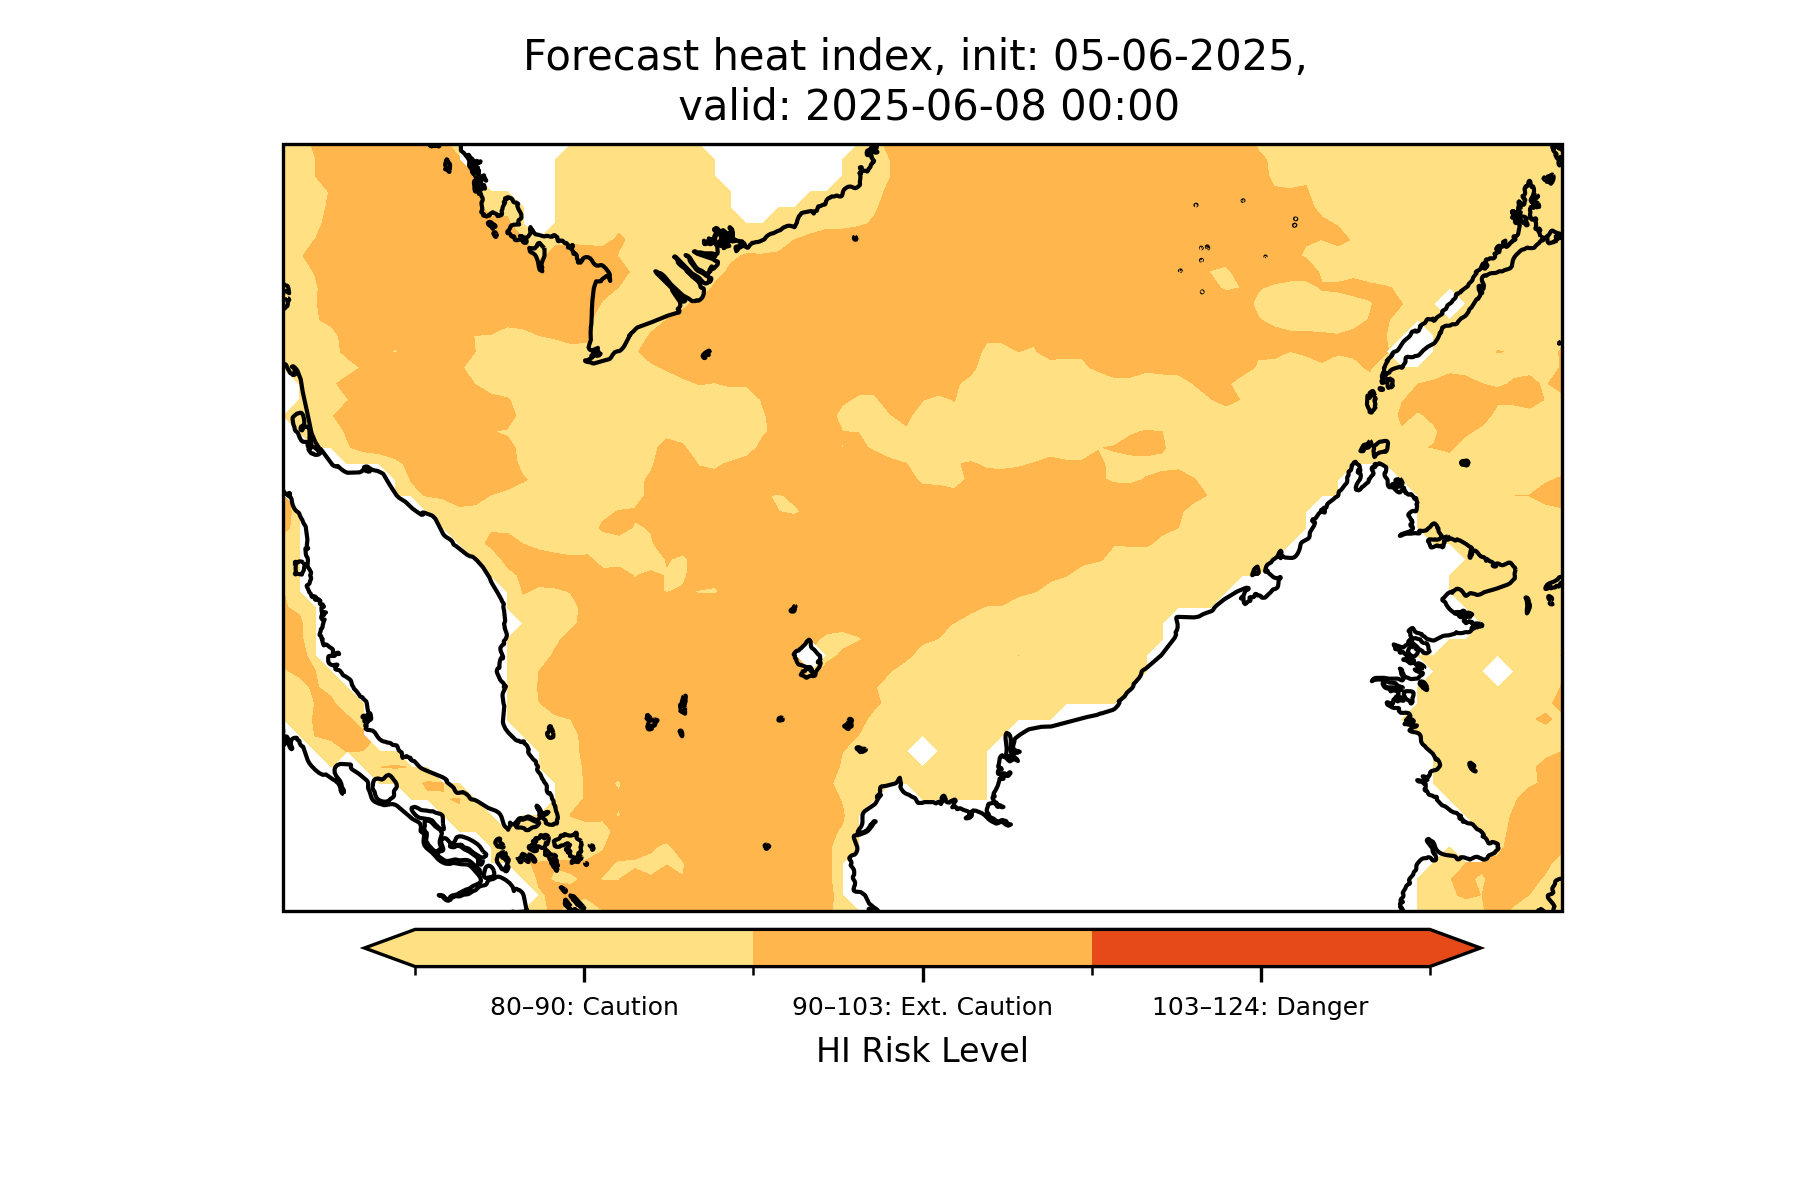 Forecast heat index, init: 05-06-2025,
valid: 2025-06-08 00:00
80–90: Caution
90–103: Ext. Caution
103–124: Danger
HI Risk Level